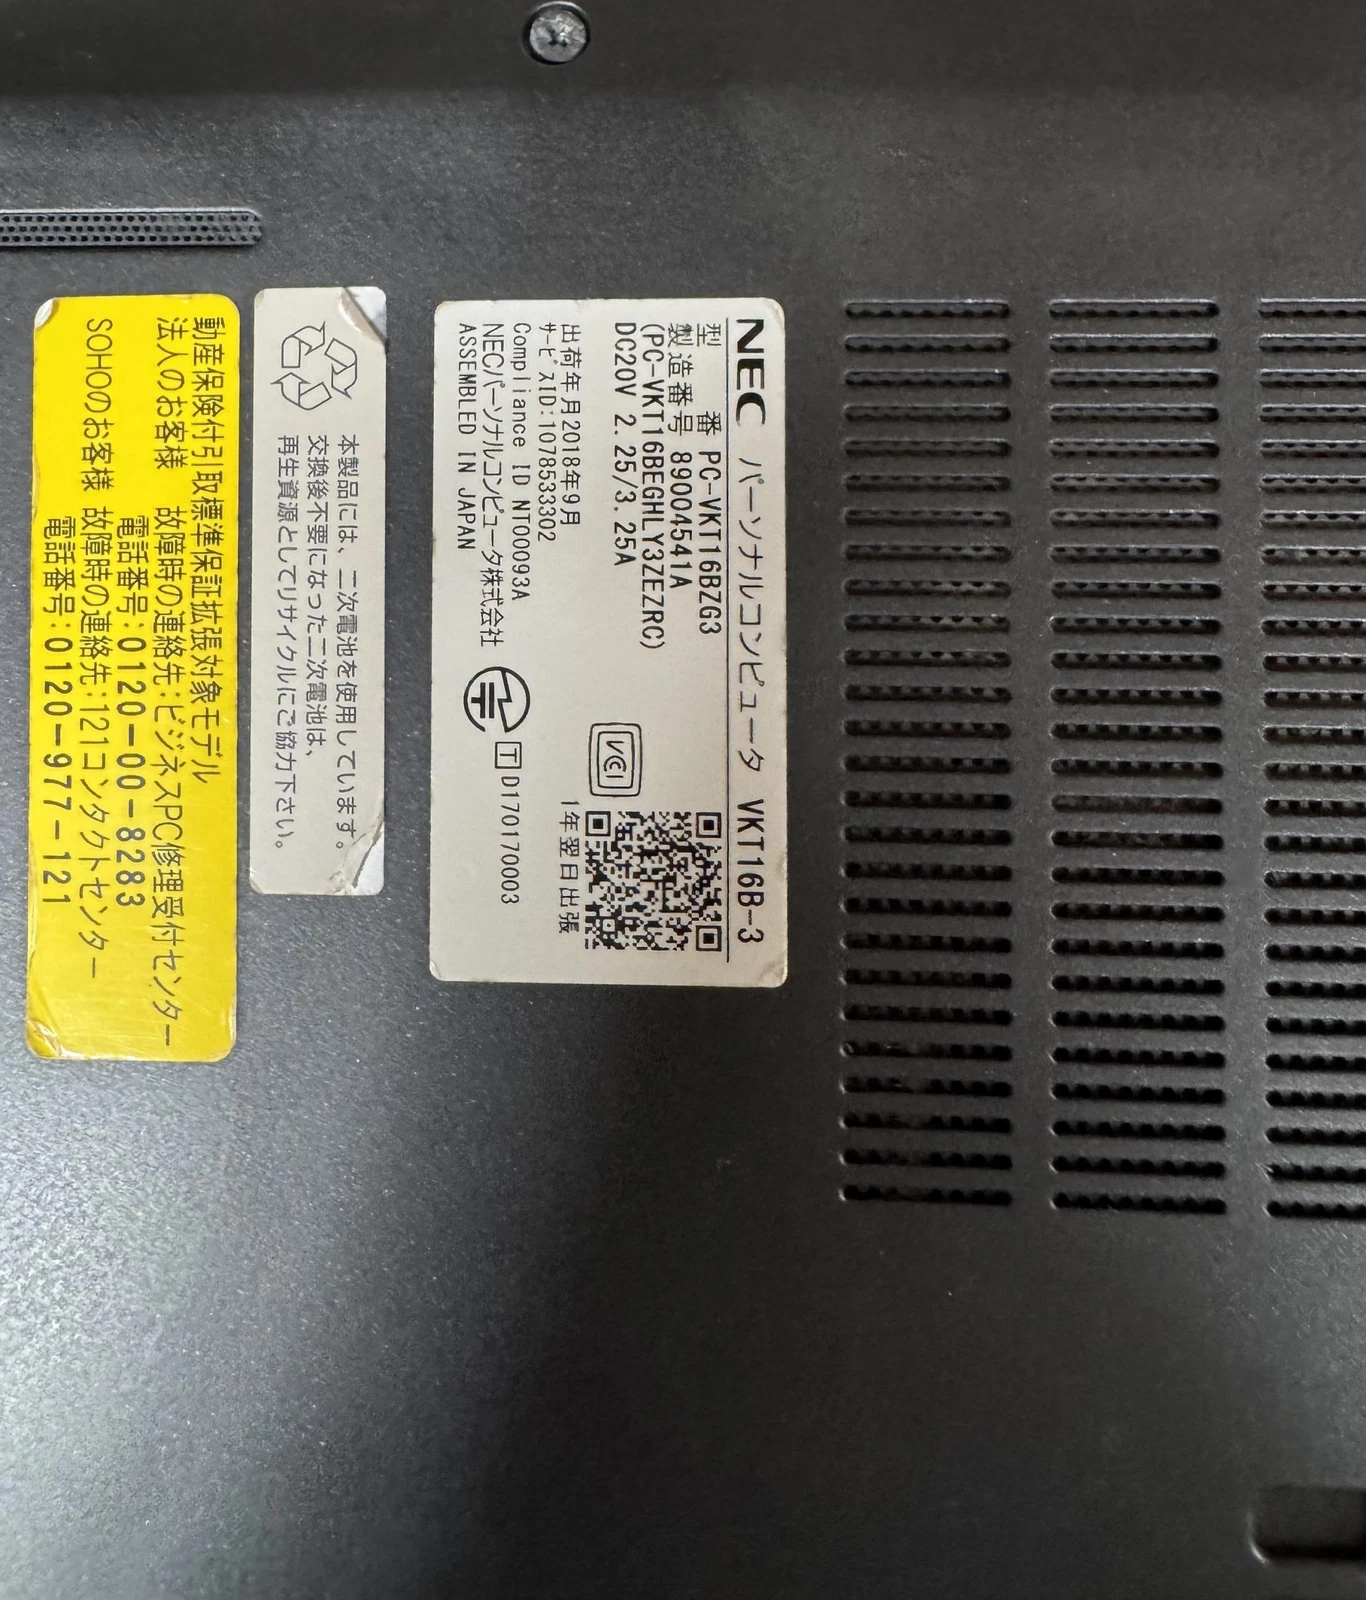 NEC パーソナルコンピュータ VKT16B-3
型 番 PC-VKT16BZG3
製造番号 89004541A
(PC-VKT16BEGHLY3ZEZRC)
DC20V 2.25/3.25A
VCCI
出荷年月2018年9月
1年翌日出張
サービスID:1078533302
Compliance ID NT00093A
T D170170003
NECパーソナルコンピュータ株式会社
ASSEMBLED IN JAPAN
本製品には、二次電池を使用しています。
交換後不要になった二次電池は、
再生資源としてリサイクルにご協力下さい。
動産保険付引取標準保証拡張対象モデル
法人のお客様 故障時の連絡先:ビジネスPC修理受付センター
電話番号:0120-00-8283
SOHOのお客様 故障時の連絡先:121コンタクトセンター
電話番号:0120-977-121